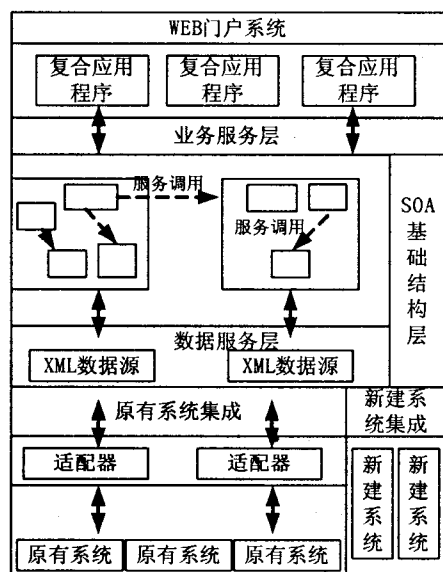 WEB门户系统
复合应用程序
复合应用程序
复合应用程序
业务服务层
服务调用
服务调用
SOA基础结构层
数据服务层
XML数据源
XML数据源
原有系统集成
新建系统集成
适配器
适配器
新建系统
新建系统
原有系统
原有系统
原有系统